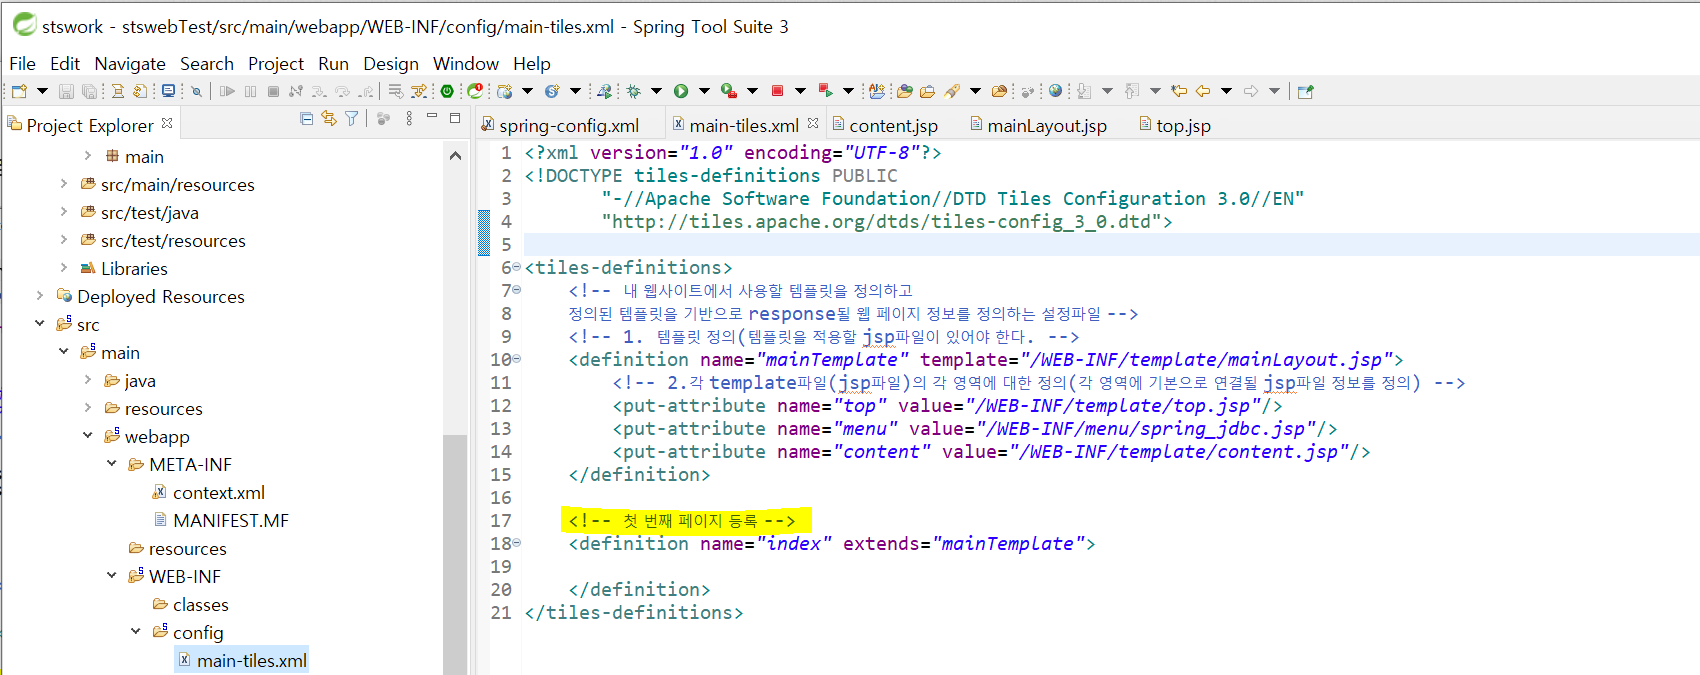 stswork - stswebTest/src/main/webapp/WEB-INF/config/main-tiles.xml - Spring Tool Suite 3
File Edit Navigate Search Project Run Design Window Help
Project Explorer
main
src/main/resources
src/test/java
src/test/resources
Libraries
Deployed Resources
src
main
java
resources
webapp
META-INF
context.xml
MANIFEST.MF
resources
WEB-INF
classes
config
main-tiles.xml
spring-config.xml main-tiles.xml content.jsp mainLayout.jsp top.jsp
1 <?xml version="1.0" encoding="UTF-8"?>
2 <!DOCTYPE tiles-definitions PUBLIC
3 "-//Apache Software Foundation//DTD Tiles Configuration 3.0//EN"
4 "http://tiles.apache.org/dtds/tiles-config_3_0.dtd">
5
6 <tiles-definitions>
7 <!-- 내 웹사이트에서 사용할 템플릿을 정의하고
8 정의된 템플릿을 기반으로 response될 웹 페이지 정보를 정의하는 설정파일 -->
9 <!-- 1. 템플릿 정의(템플릿을 적용할 jsp파일이 있어야 한다. -->
10 <definition name="mainTemplate" template="/WEB-INF/template/mainLayout.jsp">
11 <!-- 2.각 template파일(jsp파일)의 각 영역에 대한 정의(각 영역에 기본으로 연결될 jsp파일 정보를 정의) -->
12 <put-attribute name="top" value="/WEB-INF/template/top.jsp"/>
13 <put-attribute name="menu" value="/WEB-INF/menu/spring_jdbc.jsp"/>
14 <put-attribute name="content" value="/WEB-INF/template/content.jsp"/>
15 </definition>
16
17 <!-- 첫 번째 페이지 등록 -->
18 <definition name="index" extends="mainTemplate">
19
20 </definition>
21 </tiles-definitions>